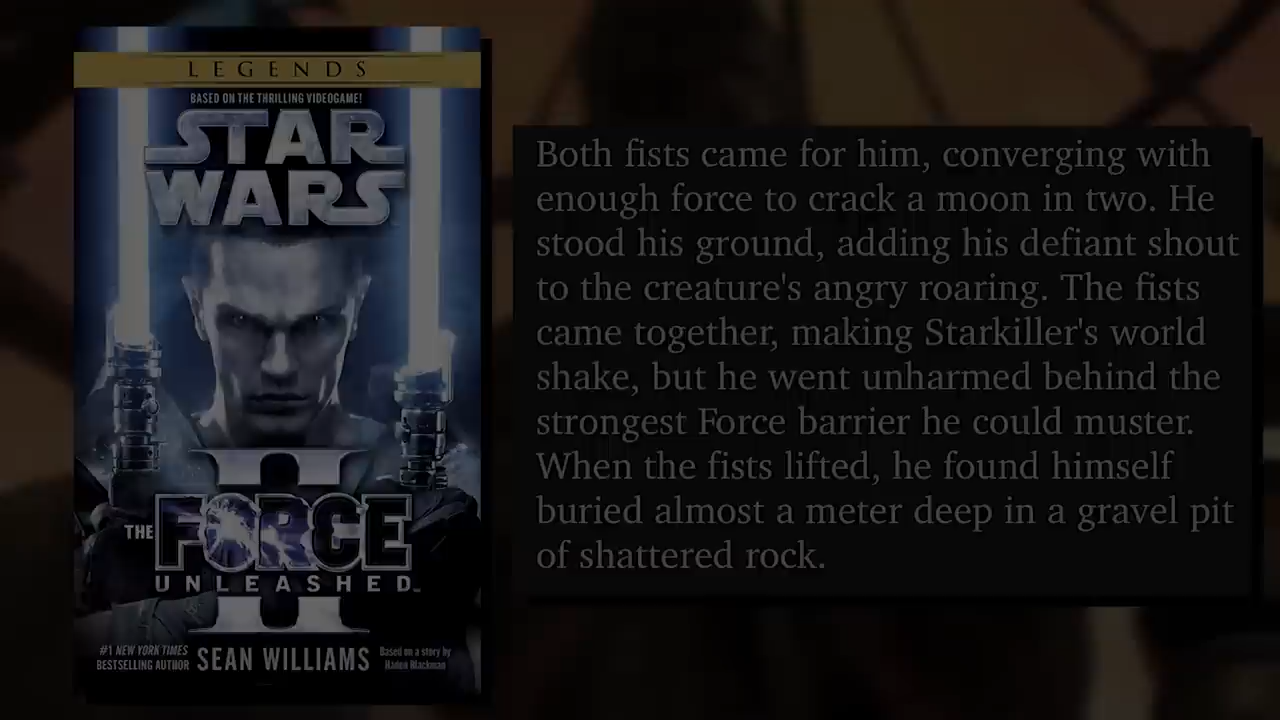 LEGENDS
BASED ON THE THRILLING VIDEOGAME!
STAR
WARS
II
THE FORCE
UNLEASHED
II
#1 NEW YORK TIMES
BESTSELLING AUTHOR
SEAN WILLIAMS
Based on a story by
Haden Blackman
Both fists came for him, converging with
enough force to crack a moon in two. He
stood his ground, adding his defiant shout
to the creature's angry roaring. The fists
came together, making Starkiller's world
shake, but he went unharmed behind the
strongest Force barrier he could muster.
When the fists lifted, he found himself
buried almost a meter deep in a gravel pit
of shattered rock.